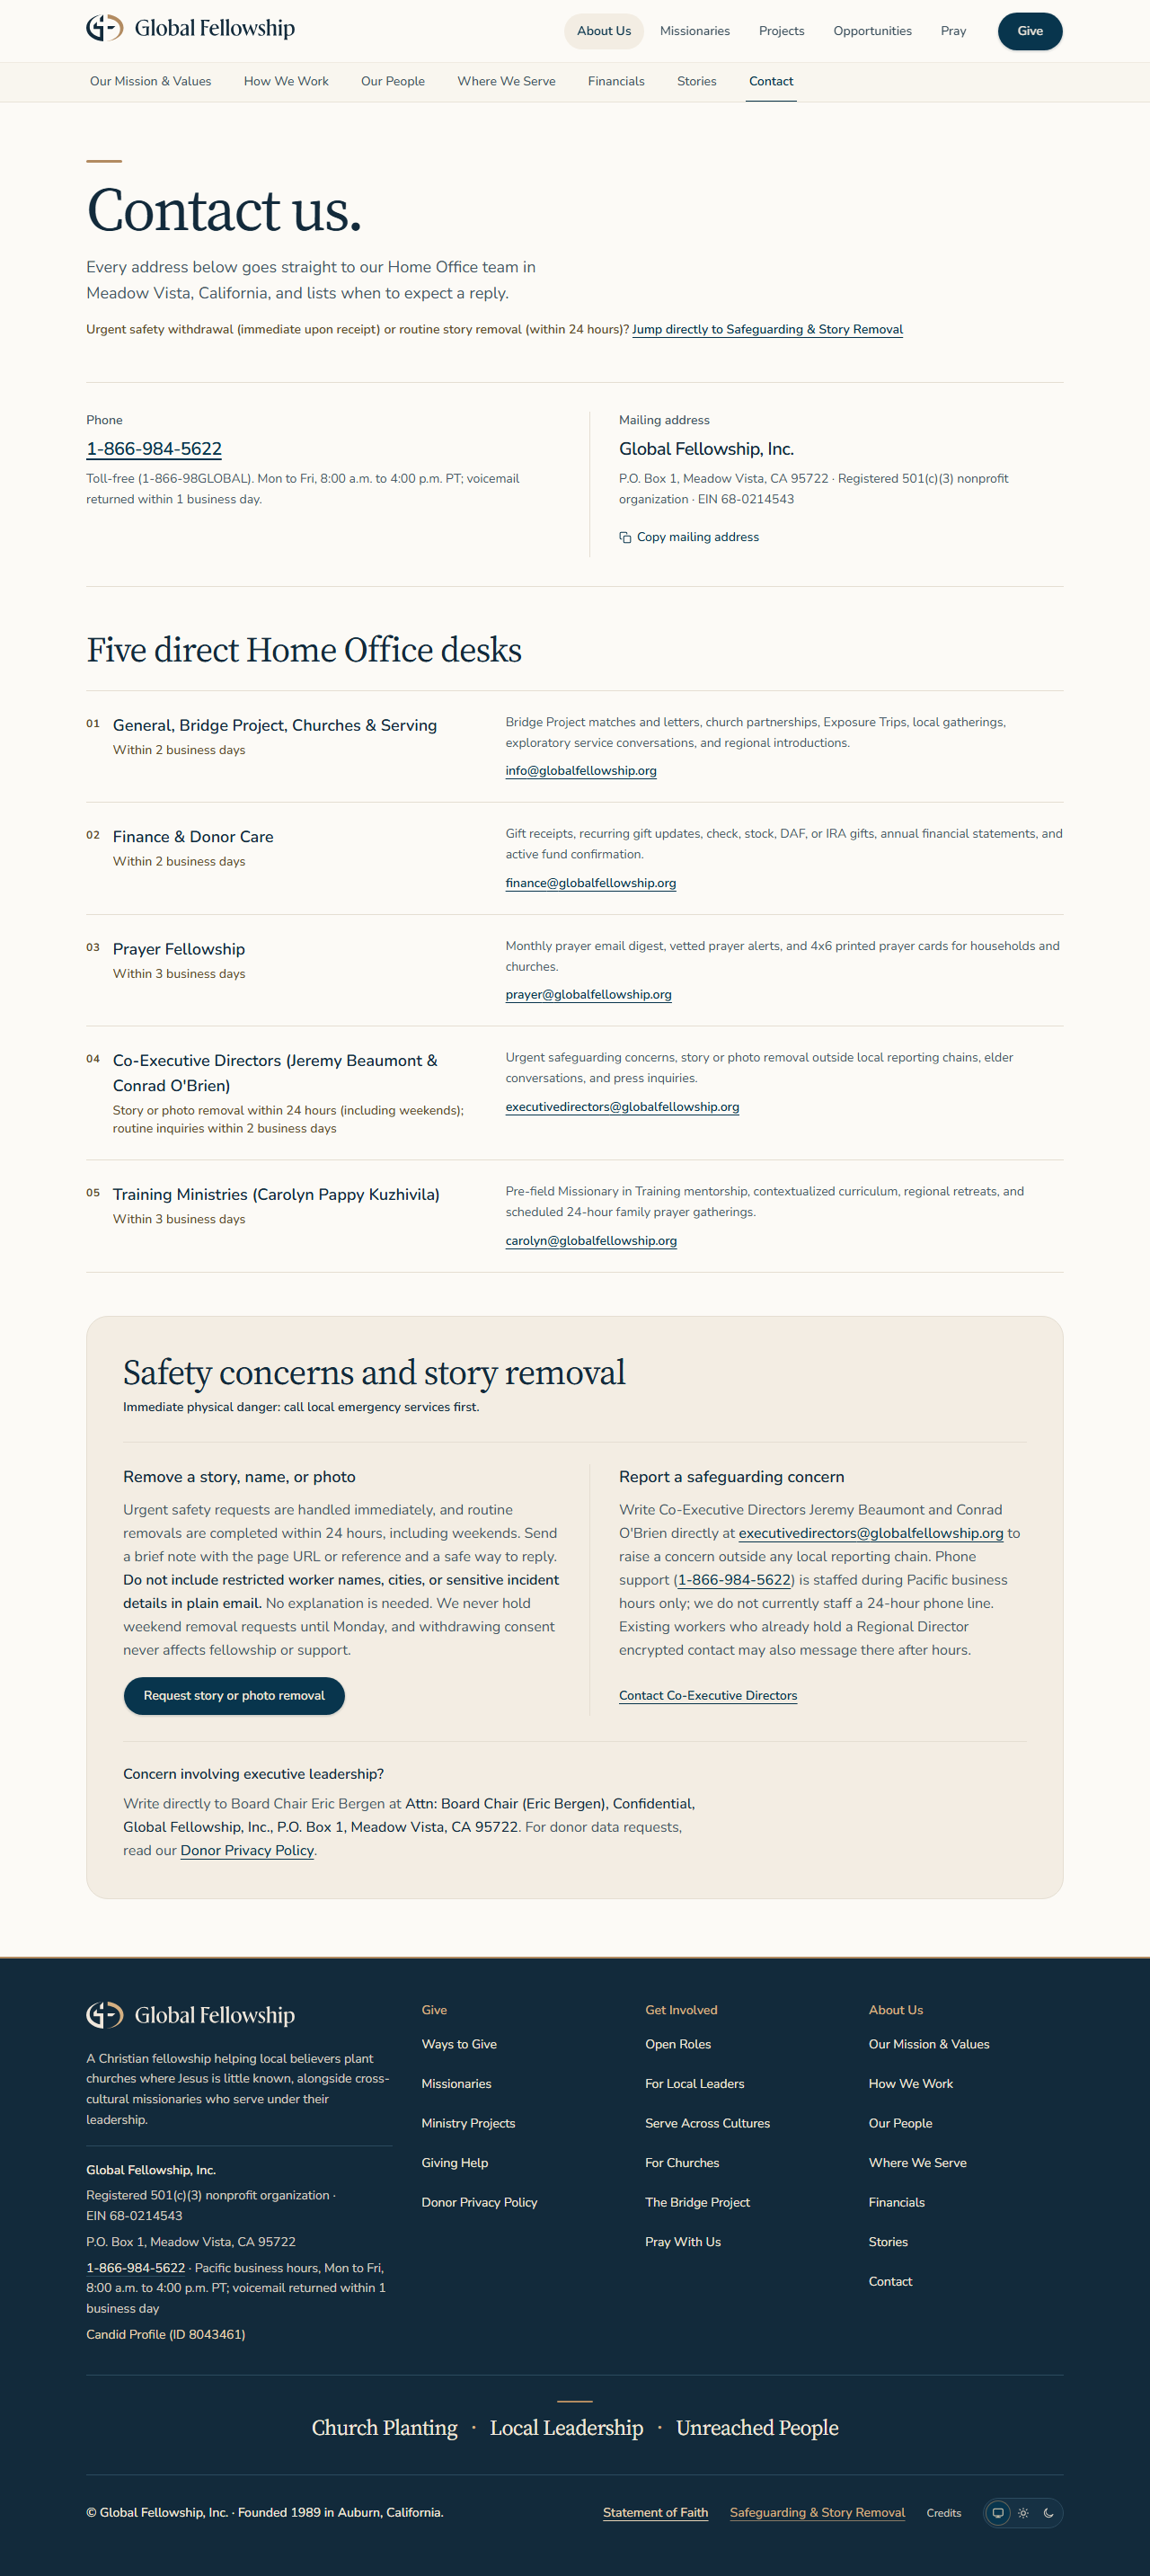 Global Fellowship
About Us
Missionaries
Projects
Opportunities
Pray
Give
Our Mission & Values
How We Work
Our People
Where We Serve
Financials
Stories
Contact
Contact us.
Every address below goes straight to our Home Office team in
Meadow Vista, California, and lists when to expect a reply.
Urgent safety withdrawal (immediate upon receipt) or routine story removal (within 24 hours)? Jump directly to Safeguarding & Story Removal
Phone
1-866-984-5622
Toll-free (1-866-98GLOBAL). Mon to Fri, 8:00 a.m. to 4:00 p.m. PT; voicemail
returned within 1 business day.
Mailing address
Global Fellowship, Inc.
P.O. Box 1, Meadow Vista, CA 95722 · Registered 501(c)(3) nonprofit
organization · EIN 68-0214543
Copy mailing address
Five direct Home Office desks
01 General, Bridge Project, Churches & Serving
Within 2 business days
Bridge Project matches and letters, church partnerships, Exposure Trips, local gatherings,
exploratory service conversations, and regional introductions.
info@globalfellowship.org
02 Finance & Donor Care
Within 2 business days
Gift receipts, recurring gift updates, check, stock, DAF, or IRA gifts, annual financial statements, and
active fund confirmation.
finance@globalfellowship.org
03 Prayer Fellowship
Within 3 business days
Monthly prayer email digest, vetted prayer alerts, and 4x6 printed prayer cards for households and
churches.
prayer@globalfellowship.org
04 Co-Executive Directors (Jeremy Beaumont &
Conrad O'Brien)
Story or photo removal within 24 hours (including weekends);
routine inquiries within 2 business days
Urgent safeguarding concerns, story or photo removal outside local reporting chains, elder
conversations, and press inquiries.
executivedirectors@globalfellowship.org
05 Training Ministries (Carolyn Pappy Kuzhivila)
Within 3 business days
Pre-field Missionary in Training mentorship, contextualized curriculum, regional retreats, and
scheduled 24-hour family prayer gatherings.
carolyn@globalfellowship.org
Safety concerns and story removal
Immediate physical danger: call local emergency services first.
Remove a story, name, or photo
Urgent safety requests are handled immediately, and routine
removals are completed within 24 hours, including weekends. Send
a brief note with the page URL or reference and a safe way to reply.
Do not include restricted worker names, cities, or sensitive incident
details in plain email. No explanation is needed. We never hold
weekend removal requests until Monday, and withdrawing consent
never affects fellowship or support.
Request story or photo removal
Report a safeguarding concern
Write Co-Executive Directors Jeremy Beaumont and Conrad
O'Brien directly at executivedirectors@globalfellowship.org to
raise a concern outside any local reporting chain. Phone
support (1-866-984-5622) is staffed during Pacific business
hours only; we do not currently staff a 24-hour phone line.
Existing workers who already hold a Regional Director
encrypted contact may also message there after hours.
Contact Co-Executive Directors
Concern involving executive leadership?
Write directly to Board Chair Eric Bergen at Attn: Board Chair (Eric Bergen), Confidential,
Global Fellowship, Inc., P.O. Box 1, Meadow Vista, CA 95722. For donor data requests,
read our Donor Privacy Policy.
Global Fellowship
A Christian fellowship helping local believers plant
churches where Jesus is little known, alongside cross-
cultural missionaries who serve under their
leadership.
Global Fellowship, Inc.
Registered 501(c)(3) nonprofit organization ·
EIN 68-0214543
P.O. Box 1, Meadow Vista, CA 95722
1-866-984-5622 · Pacific business hours, Mon to Fri,
8:00 a.m. to 4:00 p.m. PT; voicemail returned within 1
business day
Candid Profile (ID 8043461)
Give
Ways to Give
Missionaries
Ministry Projects
Giving Help
Donor Privacy Policy
Get Involved
Open Roles
For Local Leaders
Serve Across Cultures
For Churches
The Bridge Project
Pray With Us
About Us
Our Mission & Values
How We Work
Our People
Where We Serve
Financials
Stories
Contact
Church Planting · Local Leadership · Unreached People
© Global Fellowship, Inc. · Founded 1989 in Auburn, California.
Statement of Faith
Safeguarding & Story Removal
Credits